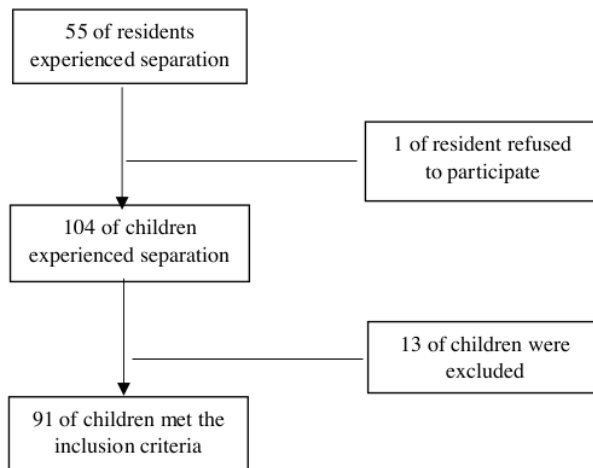 55 of residents
experienced separation
1 of resident refused
to participate
104 of children
experienced separation
13 of children were
excluded
91 of children met the
inclusion criteria